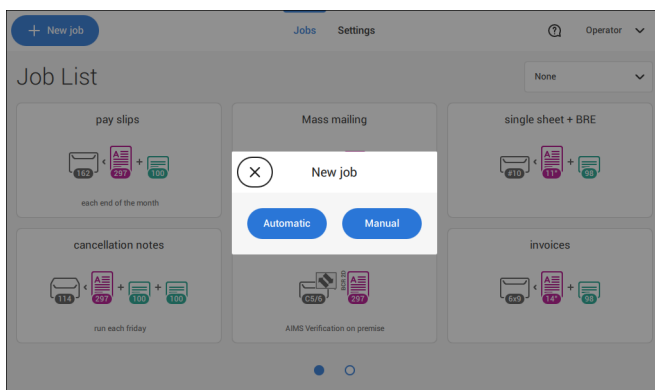 + New job
Jobs
Settings
Operator
Job List
None
pay slips
162
A
297
+
100
each end of the month
Mass mailing
single sheet + BRE
#10
A
11"
+
98
New job
Automatic
Manual
cancellation notes
114
A
297
+
100
+
100
run each friday
C5/6
BCR 2D
A
297
AIMS Verification on premise
invoices
6x9
A
14"
+
98